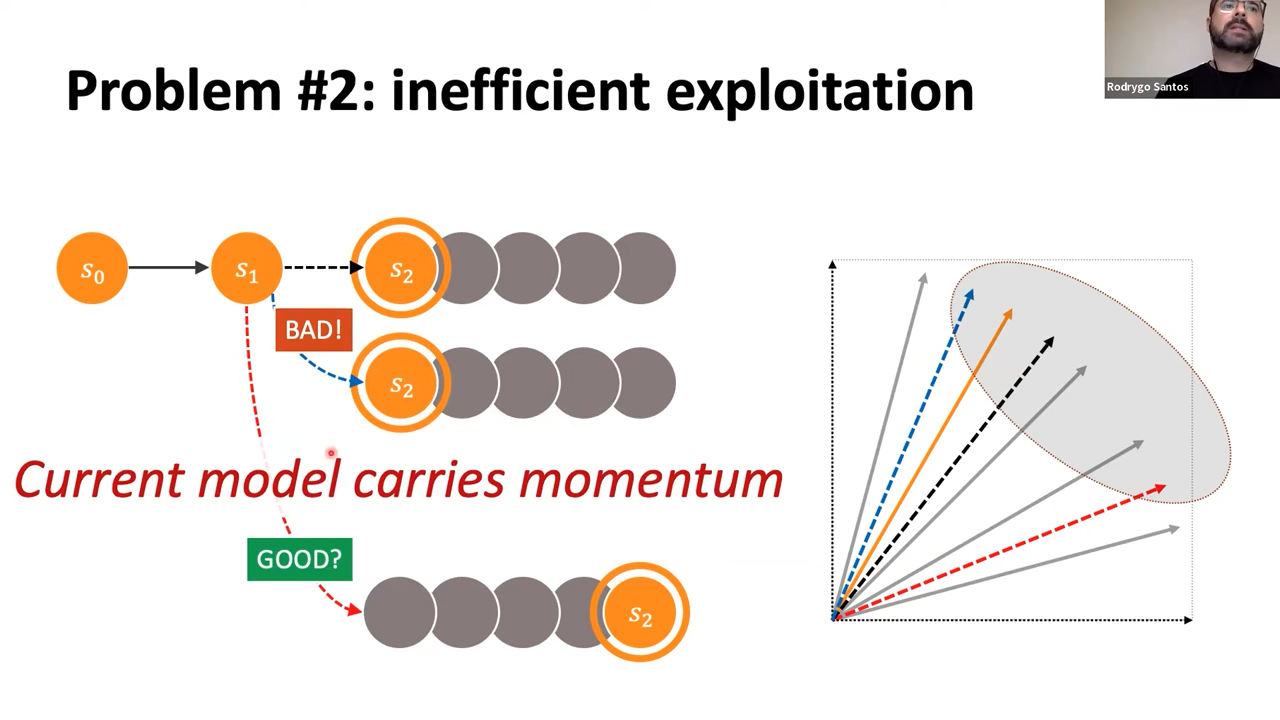 Problem #2: inefficient exploitation
Rodrygo Santos
s₀
s₁
s₂
BAD!
s₂
Current model carries momentum
GOOD?
s₂